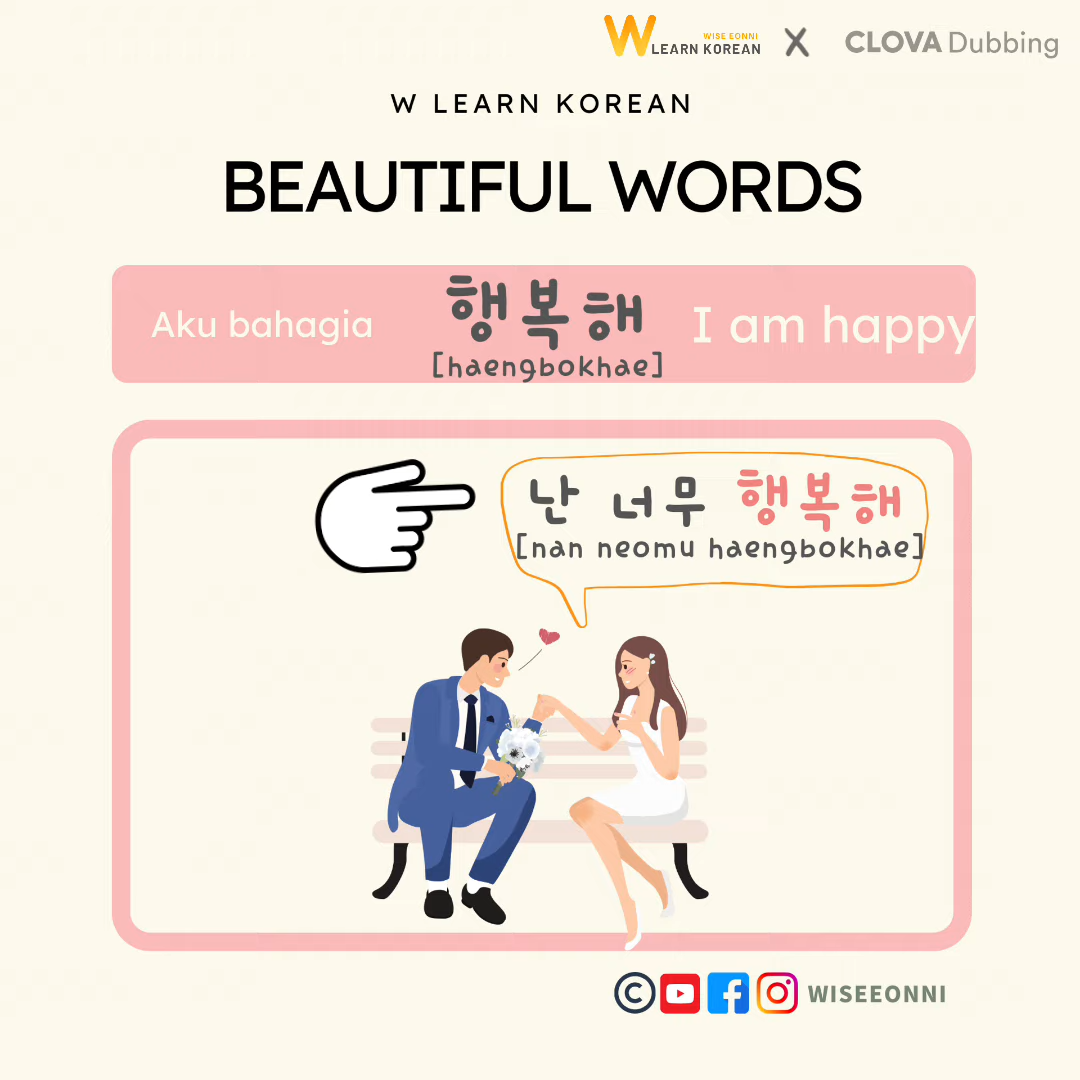 W WISE EONNI
LEARN KOREAN X CLOVA Dubbing
W LEARN KOREAN
BEAUTIFUL WORDS
Aku bahagia 행복해 I am happy
[haengbokhae]
난 너무 행복해
[nan neomu haengbokhae]
© WISEEONNI